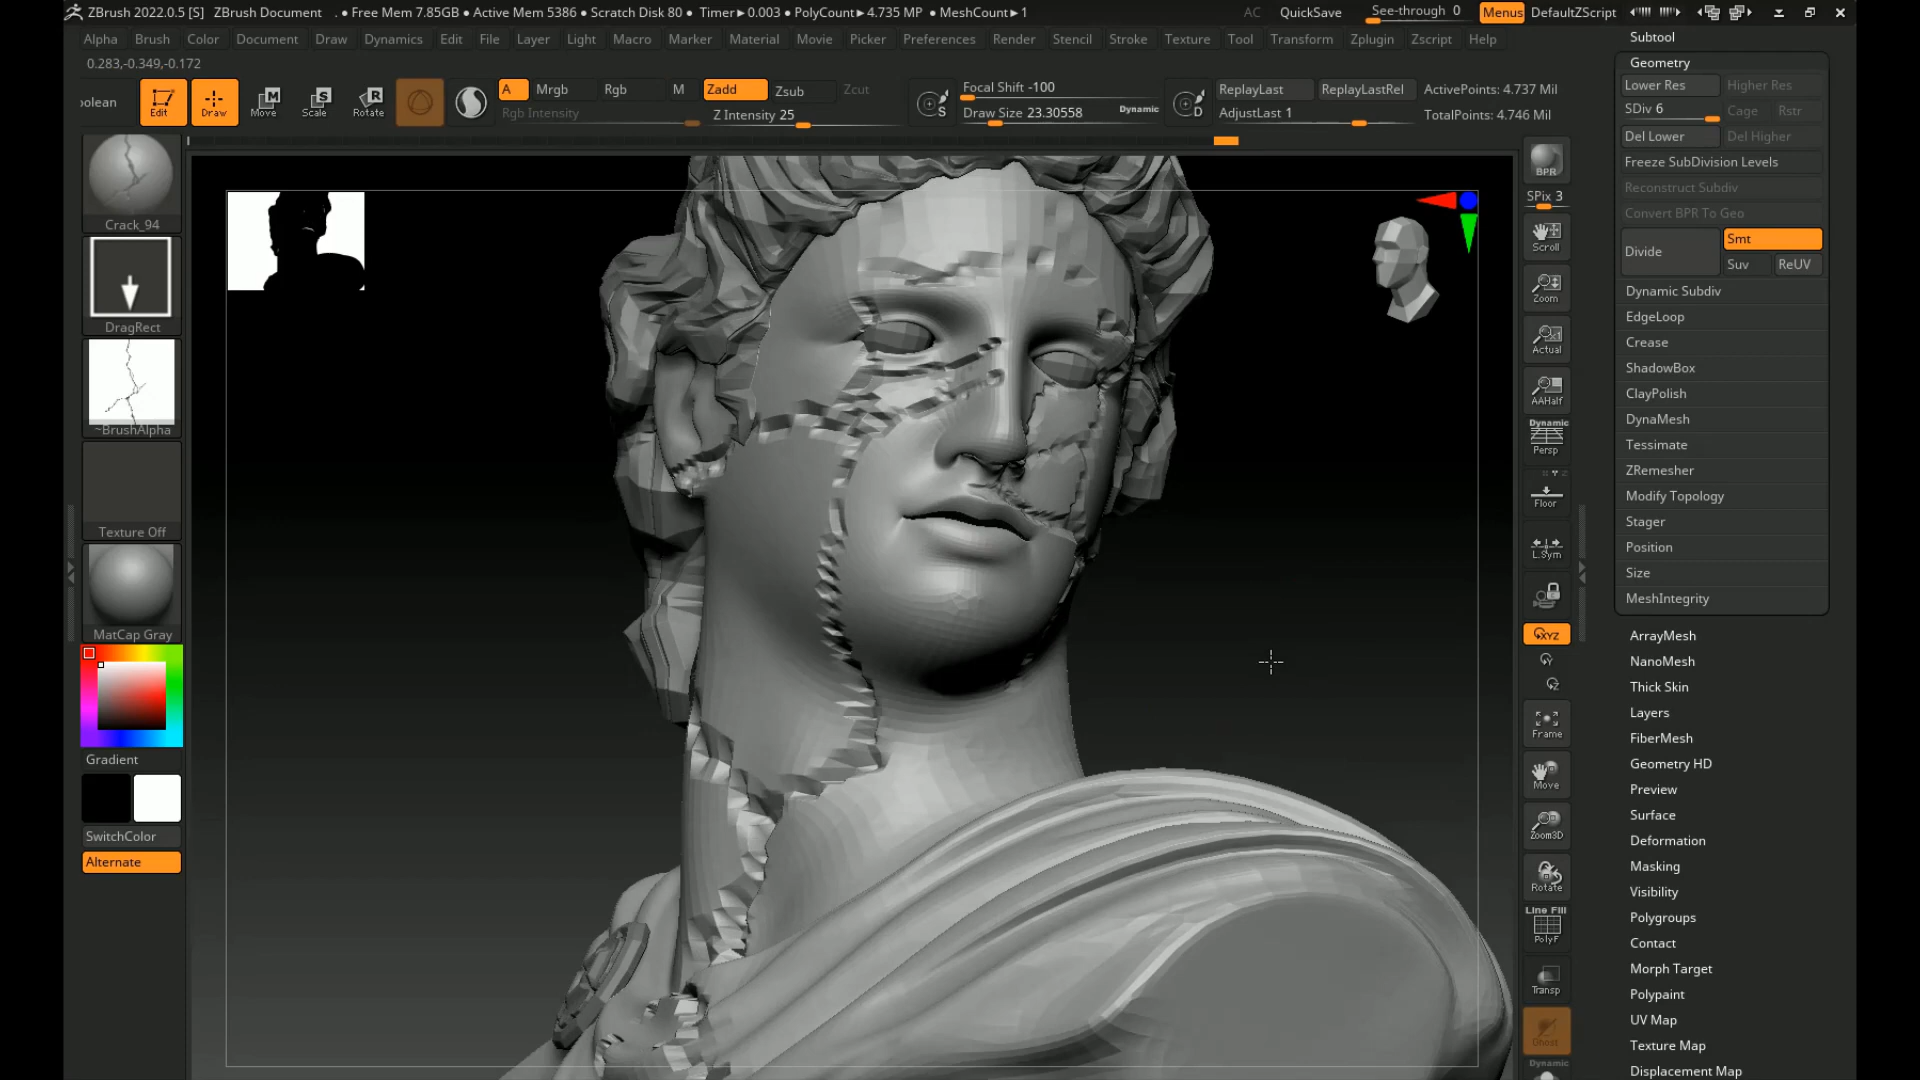 ZBrush 2022.0.5 [S] ZBrush Document . ● Free Mem 7.85GB ● Active Mem 5386 ● Scratch Disk 80 ● Timer►0.003 ● PolyCount►4.735 MP ● MeshCount►1 AC QuickSave See-through 0 Menus DefaultZScript
Alpha Brush Color Document Draw Dynamics Edit File Layer Light Macro Marker Material Movie Picker Preferences Render Stencil Stroke Texture Tool Transform Zplugin Zscript Help
0.283,-0.349,-0.172
oolean Edit Draw Move Scale Rotate
A Mrgb Rgb M Zadd Zsub Zcut
Rgb Intensity Z Intensity 25
Focal Shift -100
Draw Size 23.30558 Dynamic
ReplayLast ReplayLastRel ActivePoints: 4.737 Mil
AdjustLast 1 TotalPoints: 4.746 Mil
Crack_94
DragRect
~BrushAlpha
Texture Off
MatCap Gray
Gradient
SwitchColor
Alternate
BPR
SPix 3
Scroll
Zoom
Actual
AAHalf
Dynamic
Persp
Floor
L.Sym
XYZ
Frame
Move
Zoom3D
Rotate
Line Fill
PolyF
Transp
Ghost
Dynamic
Subtool
Geometry
Lower Res Higher Res
SDiv 6 Cage Rstr
Del Lower Del Higher
Freeze SubDivision Levels
Reconstruct Subdiv
Convert BPR To Geo
Divide Smt
Suv ReUV
Dynamic Subdiv
EdgeLoop
Crease
ShadowBox
ClayPolish
DynaMesh
Tessimate
ZRemesher
Modify Topology
Stager
Position
Size
MeshIntegrity
ArrayMesh
NanoMesh
Thick Skin
Layers
FiberMesh
Geometry HD
Preview
Surface
Deformation
Masking
Visibility
Polygroups
Contact
Morph Target
Polypaint
UV Map
Texture Map
Displacement Map